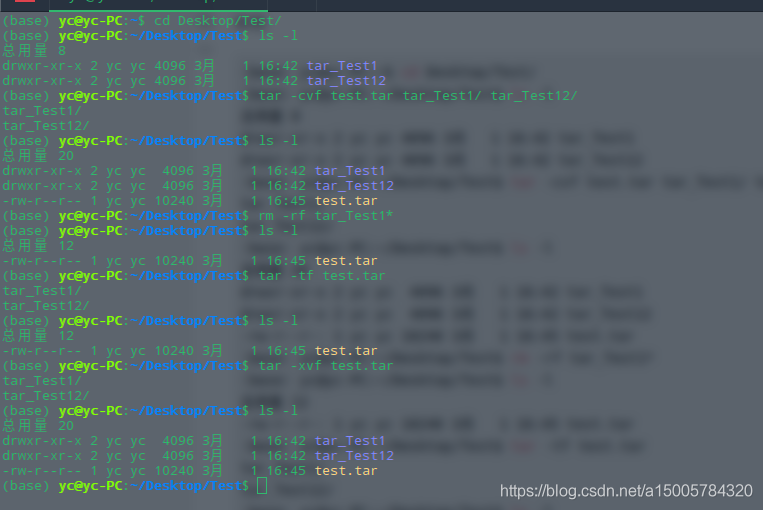 (base) yc@yc-PC:~$ cd Desktop/Test/
(base) yc@yc-PC:~/Desktop/Test$ ls -l
总用量 8
drwxr-xr-x 2 yc yc 4096 3月 1 16:42 tar_Test1
drwxr-xr-x 2 yc yc 4096 3月 1 16:42 tar_Test12
(base) yc@yc-PC:~/Desktop/Test$ tar -cvf test.tar tar_Test1/ tar_Test12/
tar_Test1/
tar_Test12/
(base) yc@yc-PC:~/Desktop/Test$ ls -l
总用量 20
drwxr-xr-x 2 yc yc 4096 3月 1 16:42 tar_Test1
drwxr-xr-x 2 yc yc 4096 3月 1 16:42 tar_Test12
-rw-r--r-- 1 yc yc 10240 3月 1 16:45 test.tar
(base) yc@yc-PC:~/Desktop/Test$ rm -rf tar_Test1*
(base) yc@yc-PC:~/Desktop/Test$ ls -l
总用量 12
-rw-r--r-- 1 yc yc 10240 3月 1 16:45 test.tar
(base) yc@yc-PC:~/Desktop/Test$ tar -tf test.tar
tar_Test1/
tar_Test12/
(base) yc@yc-PC:~/Desktop/Test$ ls -l
总用量 12
-rw-r--r-- 1 yc yc 10240 3月 1 16:45 test.tar
(base) yc@yc-PC:~/Desktop/Test$ tar -xvf test.tar
tar_Test1/
tar_Test12/
(base) yc@yc-PC:~/Desktop/Test$ ls -l
总用量 20
drwxr-xr-x 2 yc yc 4096 3月 1 16:42 tar_Test1
drwxr-xr-x 2 yc yc 4096 3月 1 16:42 tar_Test12
-rw-r--r-- 1 yc yc 10240 3月 1 16:45 test.tar
(base) yc@yc-PC:~/Desktop/Test$
https://blog.csdn.net/a15005784320